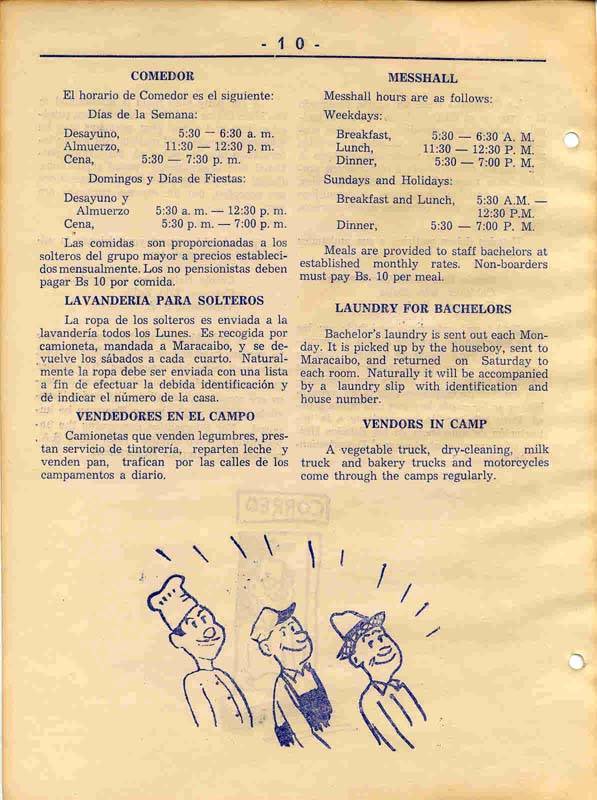 - 1 0 -
COMEDOR
El horario de Comedor es el siguiente:
Días de la Semana:
Desayuno, 5:30 — 6:30 a. m.
Almuerzo, 11:30 — 12:30 p. m.
Cena, 5:30 — 7:30 p. m.
Domingos y Días de Fiestas:
Desayuno y
Almuerzo 5:30 a. m. — 12:30 p. m.
Cena, 5:30 p. m. — 7:00 p. m.
Las comidas son proporcionadas a los
solteros del grupo mayor a precios estableci-
dos mensualmente. Los no pensionistas deben
pagar Bs 10 por comida.
LAVANDERIA PARA SOLTEROS
La ropa de los solteros es enviada a la
lavandería todos los Lunes. Es recogida por
camioneta, mandada a Maracaibo, y se de-
vuelve los sábados a cada cuarto. Natural-
mente la ropa debe ser enviada con una lista
a fin de efectuar la debida identificación y
de indicar el número de la casa.
VENDEDORES EN EL CAMPO
Camionetas que venden legumbres, pres-
tan servicio de tintorería, reparten leche y
venden pan, trafican por las calles de los
campamentos a diario.
MESSHALL
Messhall hours are as follows:
Weekdays:
Breakfast, 5:30 — 6:30 A. M.
Lunch, 11:30 — 12:30 P. M.
Dinner, 5:30 — 7:00 P. M.
Sundays and Holidays:
Breakfast and Lunch, 5:30 A.M. —
12:30 P.M.
Dinner, 5:30 — 7:00 P. M.
Meals are provided to staff bachelors at
established monthly rates. Non-boarders
must pay Bs. 10 per meal.
LAUNDRY FOR BACHELORS
Bachelor's laundry is sent out each Mon-
day. It is picked up by the houseboy, sent to
Maracaibo, and returned on Saturday to
each room. Naturally it will be accompanied
by a laundry slip with identification and
house number.
VENDORS IN CAMP
A vegetable truck, dry-cleaning, milk
truck and bakery trucks and motorcycles
come through the camps regularly.
CORREO